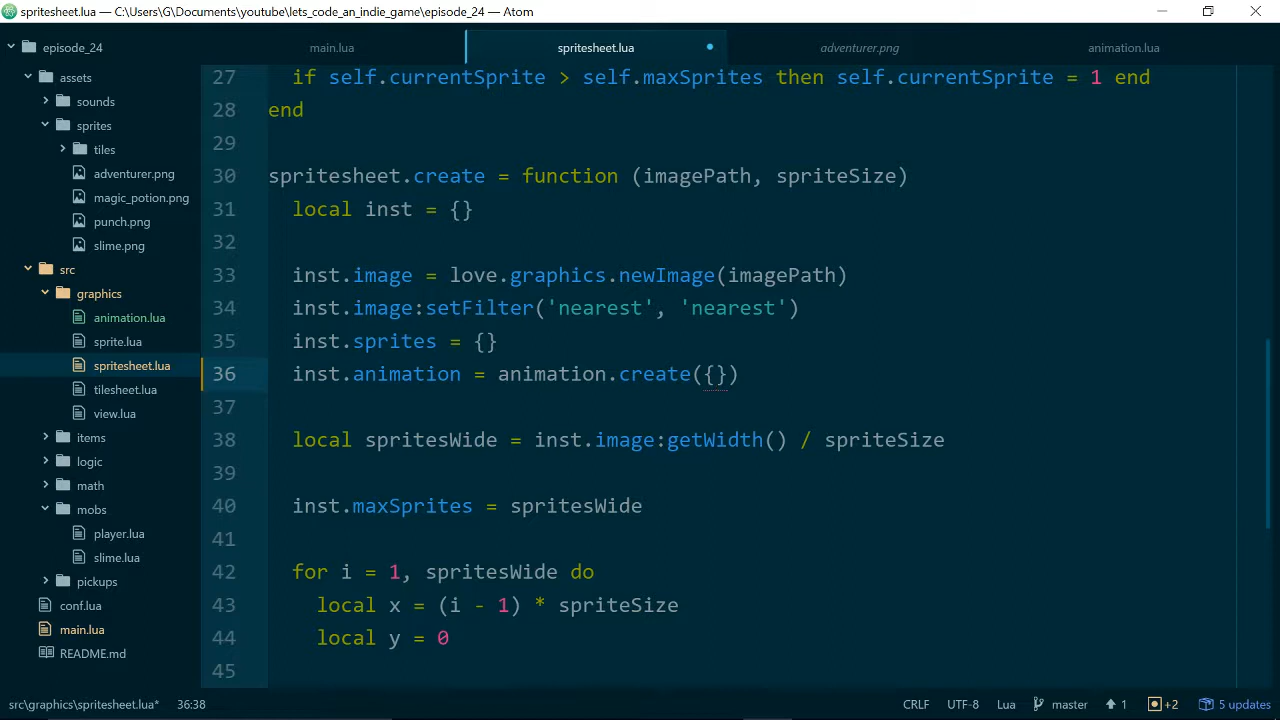 spritesheet.lua — C:\Users\G\Documents\youtube\lets_code_an_indie_game\episode_24 — Atom
episode_24
main.lua
spritesheet.lua
adventurer.png
animation.lua
assets
sounds
sprites
tiles
adventurer.png
magic_potion.png
punch.png
slime.png
src
graphics
animation.lua
sprite.lua
spritesheet.lua
tilesheet.lua
view.lua
items
logic
math
mobs
player.lua
slime.lua
pickups
conf.lua
main.lua
README.md
27 if self.currentSprite > self.maxSprites then self.currentSprite = 1 end
28 end
29
30 spritesheet.create = function (imagePath, spriteSize)
31 local inst = {}
32
33 inst.image = love.graphics.newImage(imagePath)
34 inst.image:setFilter('nearest', 'nearest')
35 inst.sprites = {}
36 inst.animation = animation.create({})
37
38 local spritesWide = inst.image:getWidth() / spriteSize
39
40 inst.maxSprites = spritesWide
41
42 for i = 1, spritesWide do
43 local x = (i - 1) * spriteSize
44 local y = 0
45
src\graphics\spritesheet.lua* 36:38 CRLF UTF-8 Lua master 1 +2 5 updates